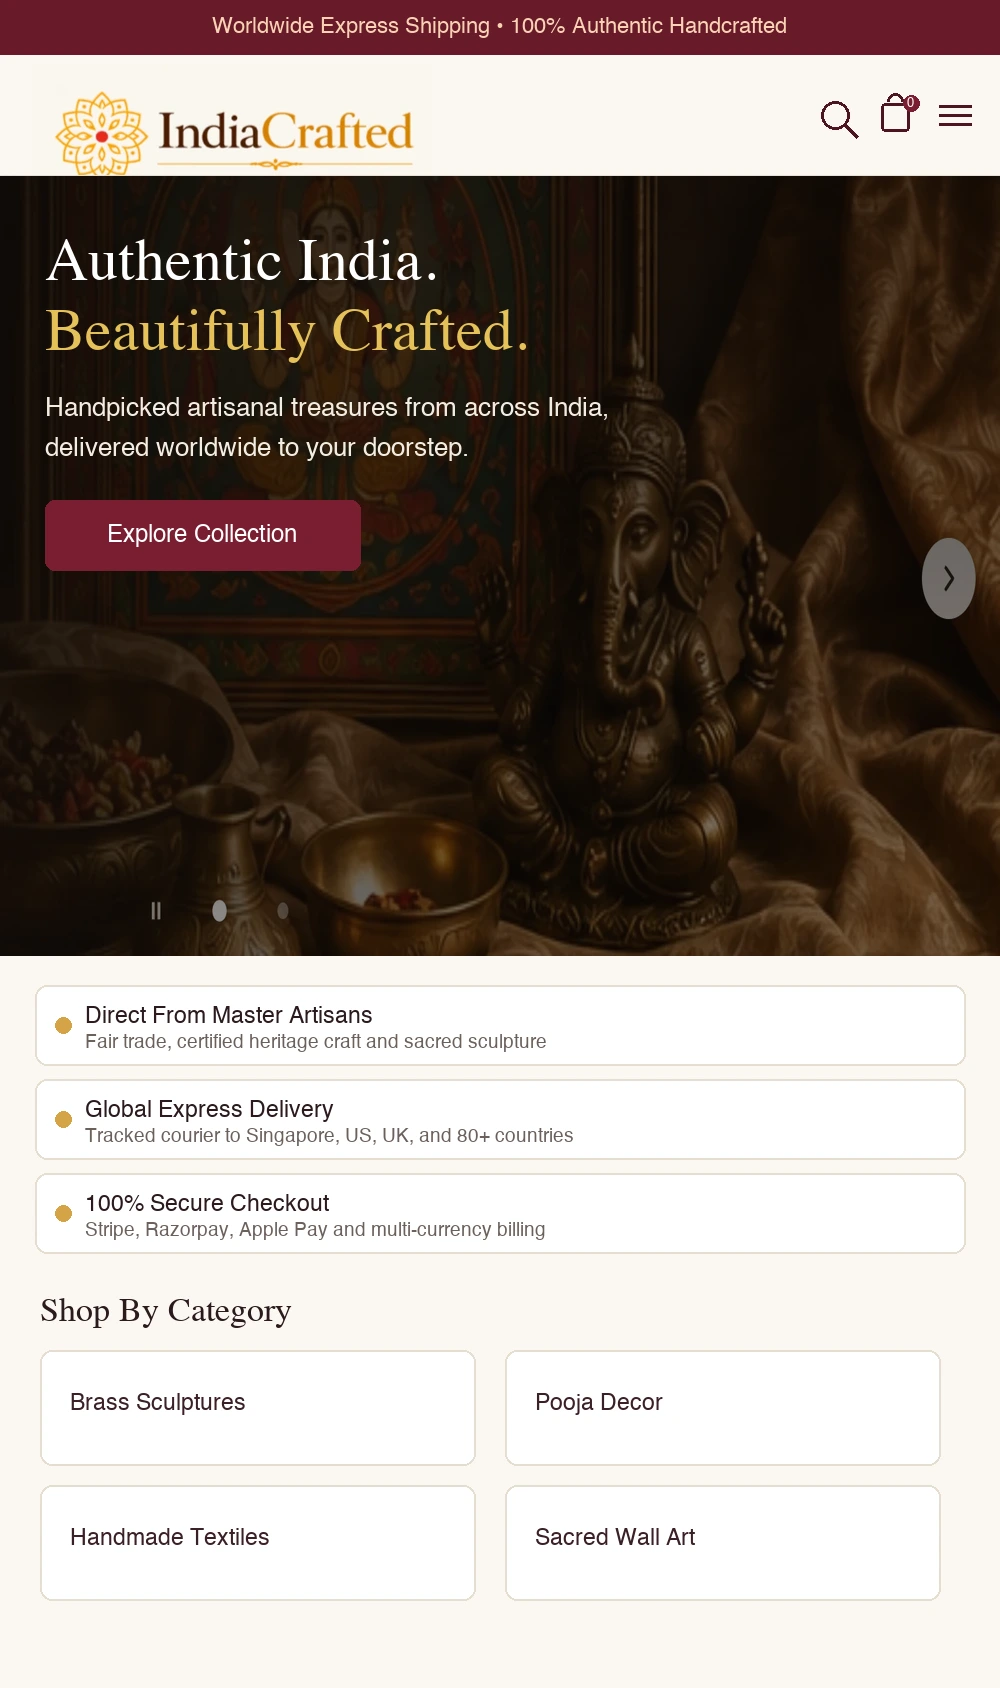 Worldwide Express Shipping • 100% Authentic Handcrafted
IndiaCrafted
0
Authentic India.
Beautifully Crafted.
Handpicked artisanal treasures from across India,
delivered worldwide to your doorstep.
Explore Collection
Direct From Master Artisans
Fair trade, certified heritage craft and sacred sculpture
Global Express Delivery
Tracked courier to Singapore, US, UK, and 80+ countries
100% Secure Checkout
Stripe, Razorpay, Apple Pay and multi-currency billing
Shop By Category
Brass Sculptures
Pooja Decor
Handmade Textiles
Sacred Wall Art